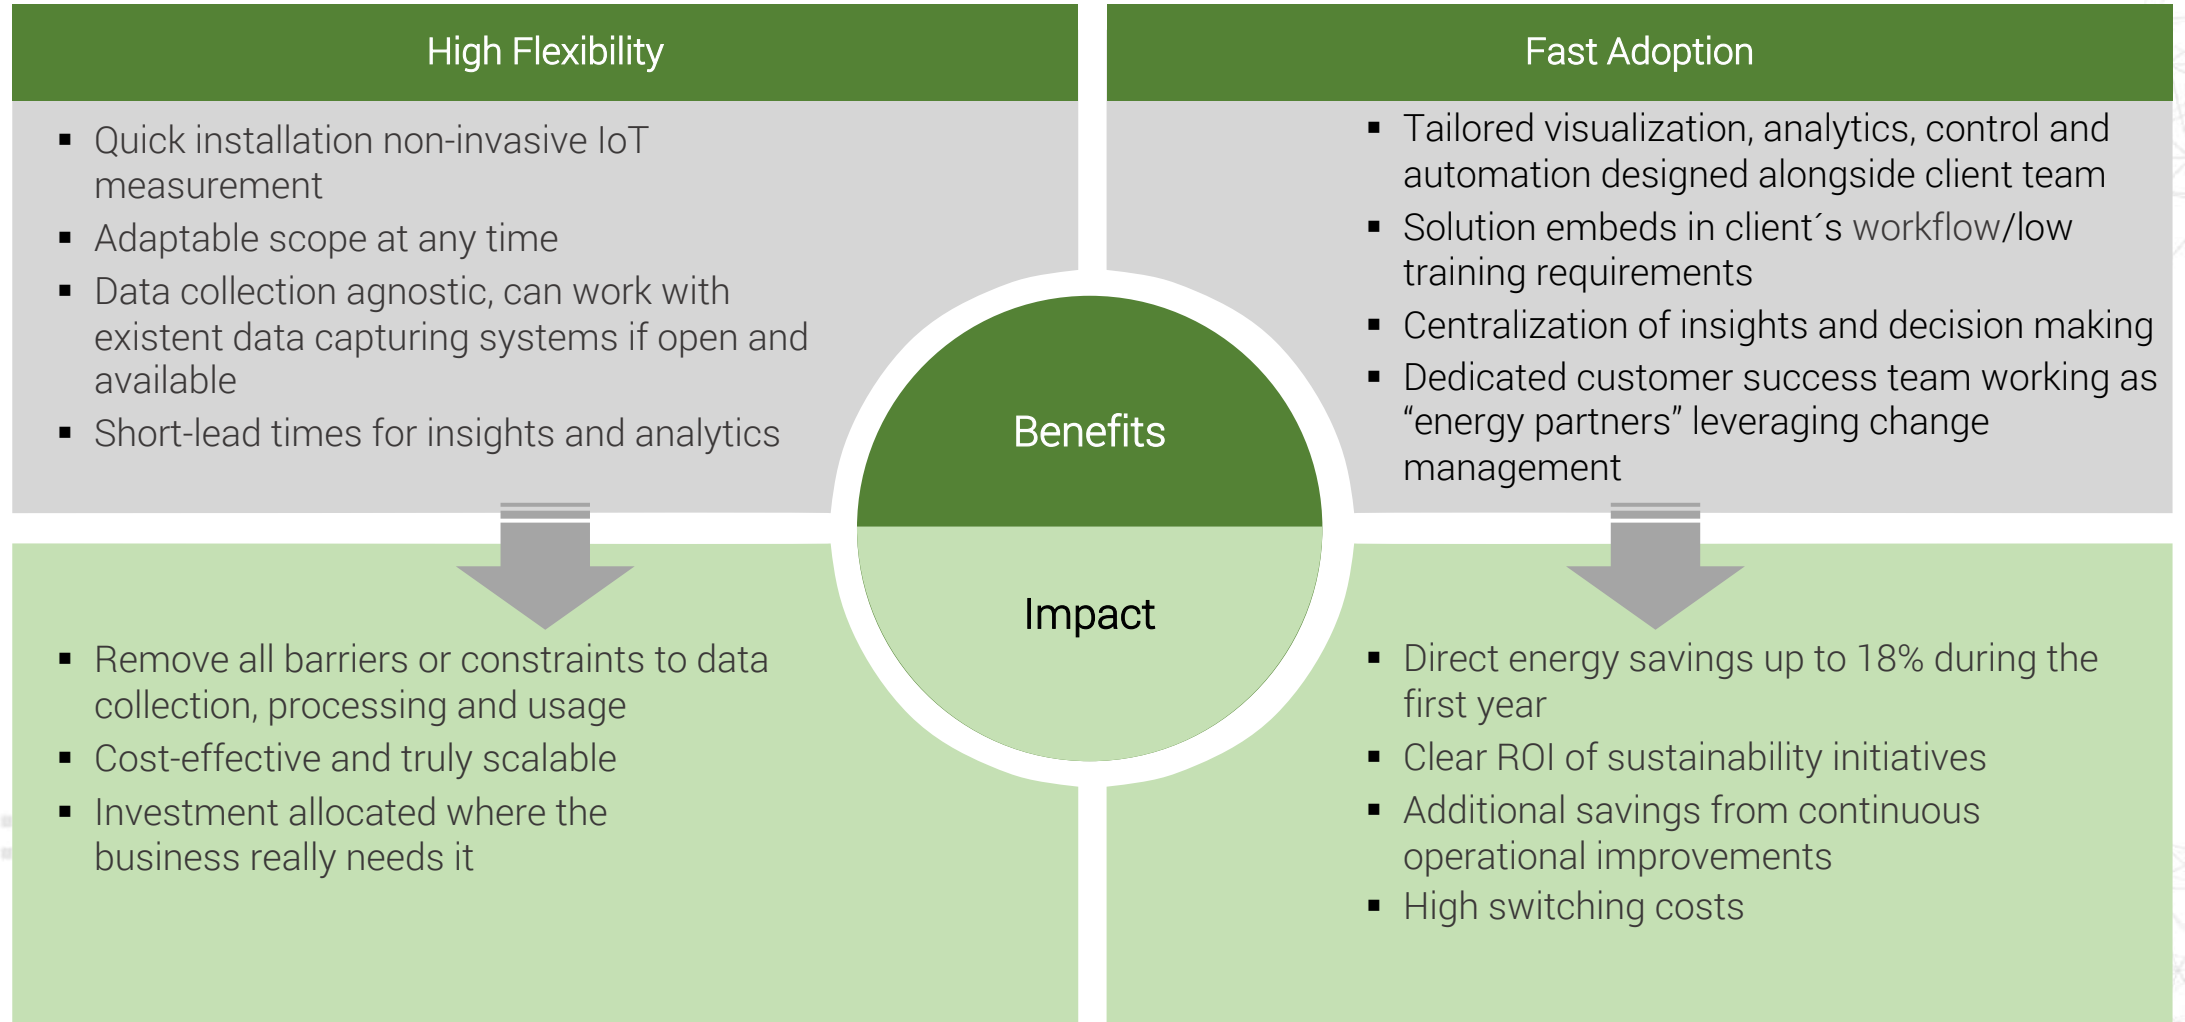 High Flexibility
▪ Quick installation non-invasive IoT
measurement
▪ Adaptable scope at any time
▪ Data collection agnostic, can work with
existent data capturing systems if open and
available
▪ Short-lead times for insights and analytics
Fast Adoption
▪ Tailored visualization, analytics, control and
automation designed alongside client team
▪ Solution embeds in client´s workflow/low
training requirements
▪ Centralization of insights and decision making
▪ Dedicated customer success team working as
“energy partners” leveraging change
management
Benefits
Impact
▪ Remove all barriers or constraints to data
collection, processing and usage
▪ Cost-effective and truly scalable
▪ Investment allocated where the
business really needs it
▪ Direct energy savings up to 18% during the
first year
▪ Clear ROI of sustainability initiatives
▪ Additional savings from continuous
operational improvements
▪ High switching costs